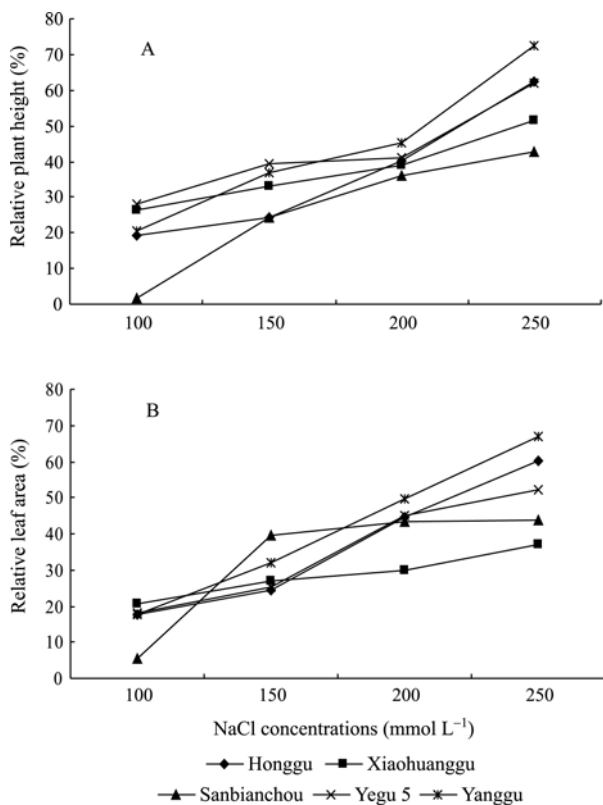 A
Relative plant height (%)
80
70
60
50
40
30
20
10
0
100 150 200 250
B
Relative leaf area (%)
80
70
60
50
40
30
20
10
0
100 150 200 250
NaCl concentrations (mmol L⁻¹)
Honggu Xiaohuanggu
Sanbianchou Yegu 5 Yanggu